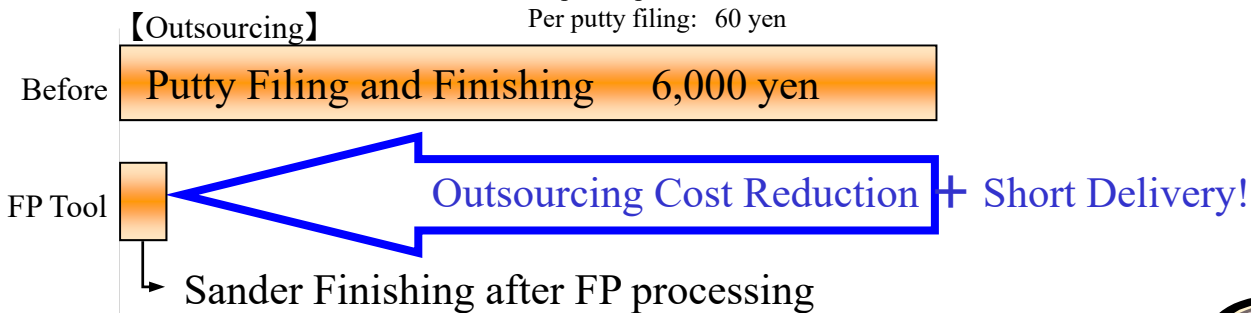 Per putty filing: 60 yen
【Outsourcing】
Before
Putty Filing and Finishing 6,000 yen
FP Tool
Outsourcing Cost Reduction + Short Delivery!
Sander Finishing after FP processing